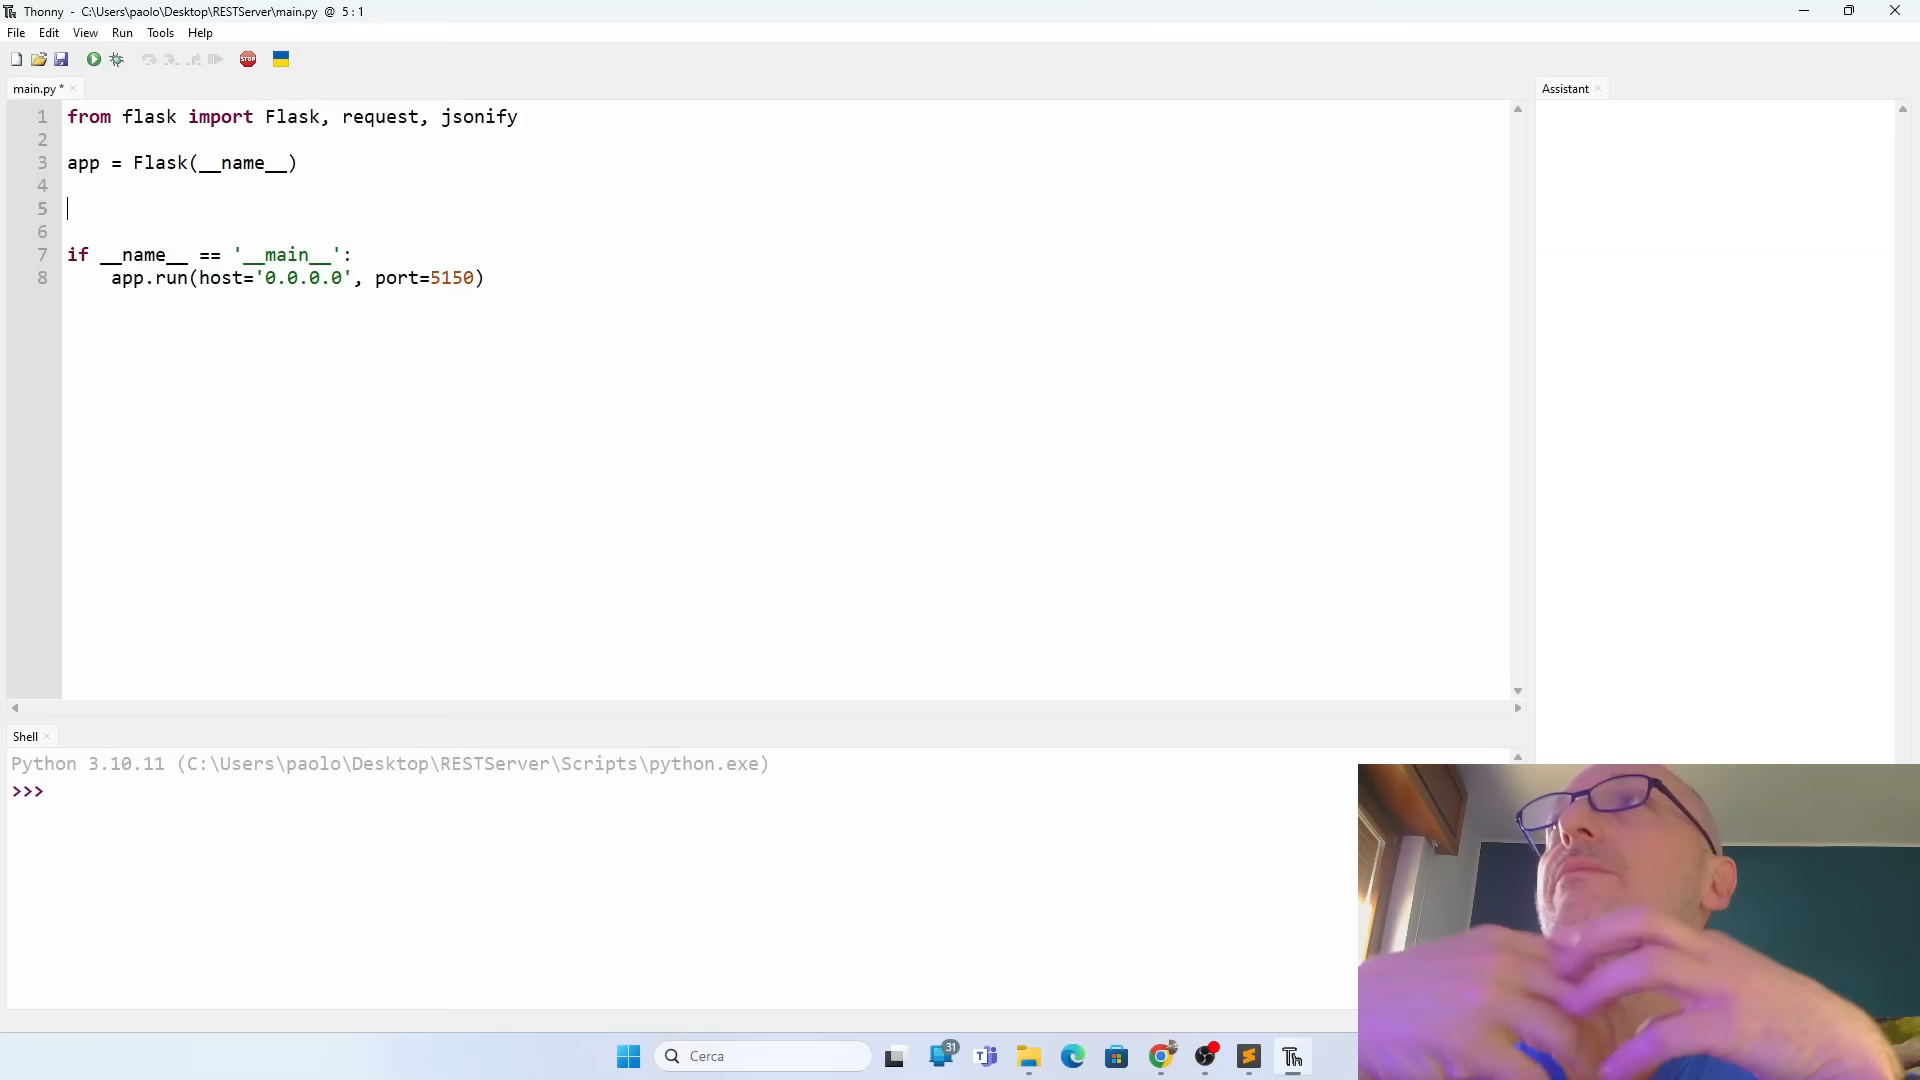 Thonny - C:\Users\paolo\Desktop\RESTServer\main.py @ 5:1
File Edit View Run Tools Help
STOP
main.py * ×
Assistant ×
1 from flask import Flask, request, jsonify
2
3 app = Flask(__name__)
4
5
6
7 if __name__ == '__main__':
8 app.run(host='0.0.0.0', port=5150)
Shell ×
Python 3.10.11 (C:\Users\paolo\Desktop\RESTServer\Scripts\python.exe)
>>>
Cerca
31
Th